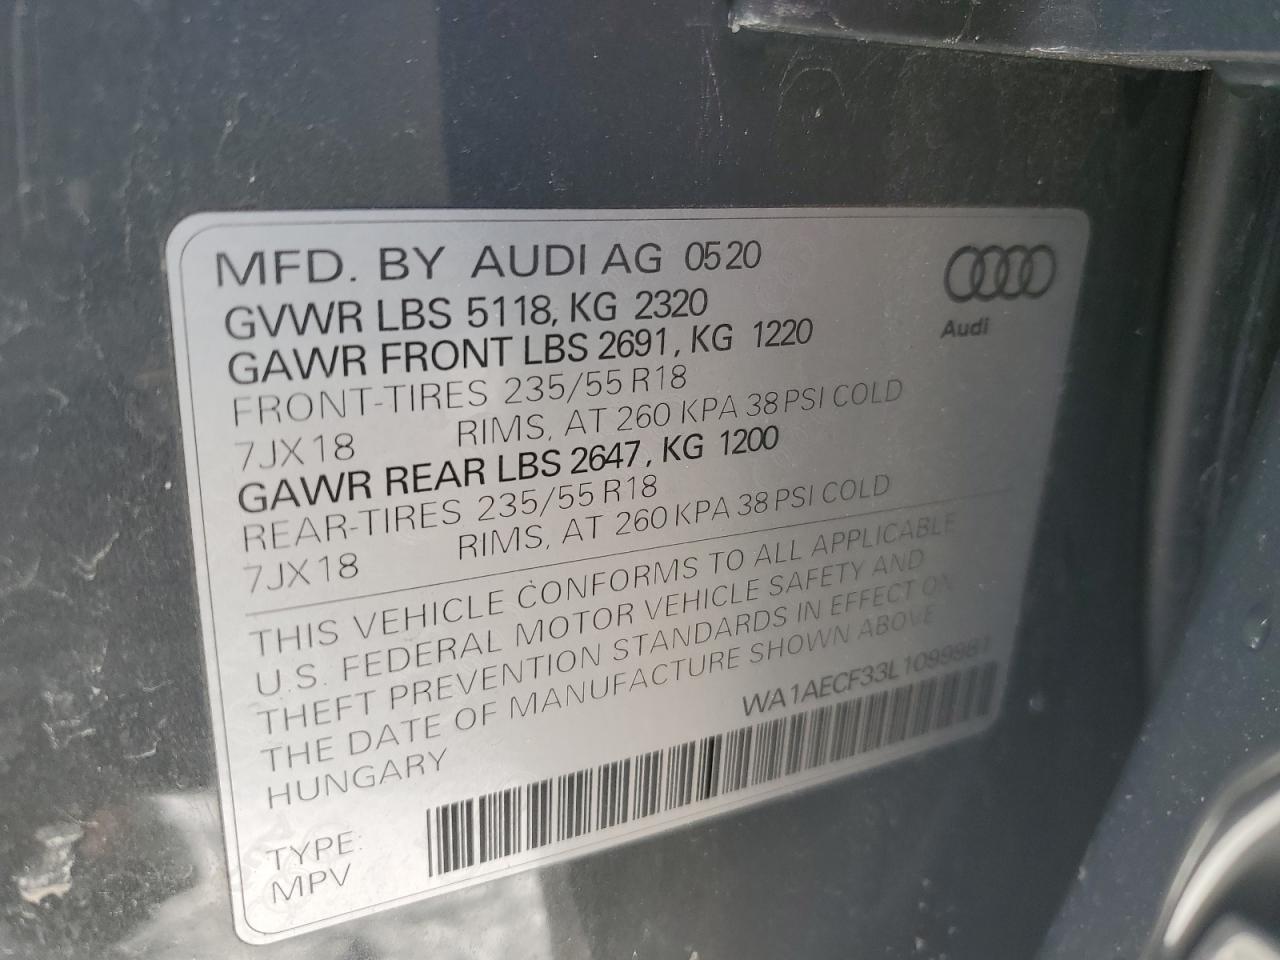 MFD. BY AUDI AG 0520
GVWR LBS 5118, KG 2320
GAWR FRONT LBS 2691, KG 1220
FRONT-TIRES 235/55 R18
7JX18 RIMS, AT 260 KPA 38 PSI COLD
GAWR REAR LBS 2647, KG 1200
REAR-TIRES 235/55 R18
7JX18 RIMS, AT 260 KPA 38 PSI COLD
Audi
THIS VEHICLE CONFORMS TO ALL APPLICABLE
U.S. FEDERAL MOTOR VEHICLE SAFETY AND
THEFT PREVENTION STANDARDS IN EFFECT ON
THE DATE OF MANUFACTURE SHOWN ABOVE
HUNGARY
TYPE:
MPV